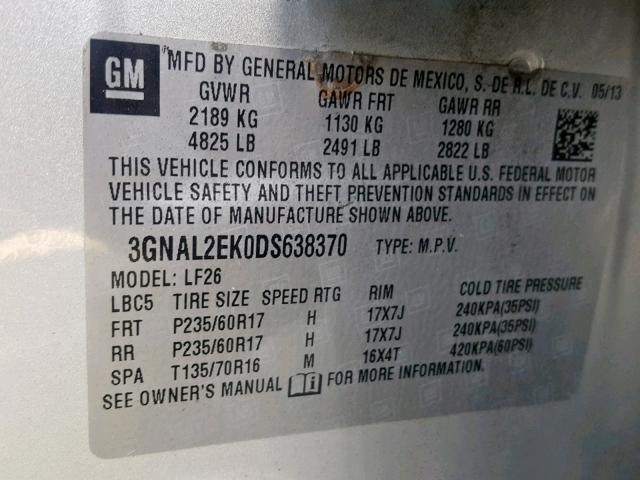 GM MFD BY GENERAL MOTORS DE MEXICO, S. DE R.L. DE C.V. 05/13
GVWR GAWR FRT GAWR RR
2189 KG 1130 KG 1280 KG
4825 LB 2491 LB 2822 LB
THIS VEHICLE CONFORMS TO ALL APPLICABLE U.S. FEDERAL MOTOR
VEHICLE SAFETY AND THEFT PREVENTION STANDARDS IN EFFECT ON
THE DATE OF MANUFACTURE SHOWN ABOVE.
3GNAL2EK0DS638370 TYPE: M.P.V.
MODEL: LF26
LBC5 TIRE SIZE SPEED RTG RIM COLD TIRE PRESSURE
FRT P235/60R17 H 17X7J 240KPA(35PSI)
RR P235/60R17 H 17X7J 240KPA(35PSI)
SPA T135/70R16 M 16X4T 420KPA(60PSI)
SEE OWNER'S MANUAL i FOR MORE INFORMATION.